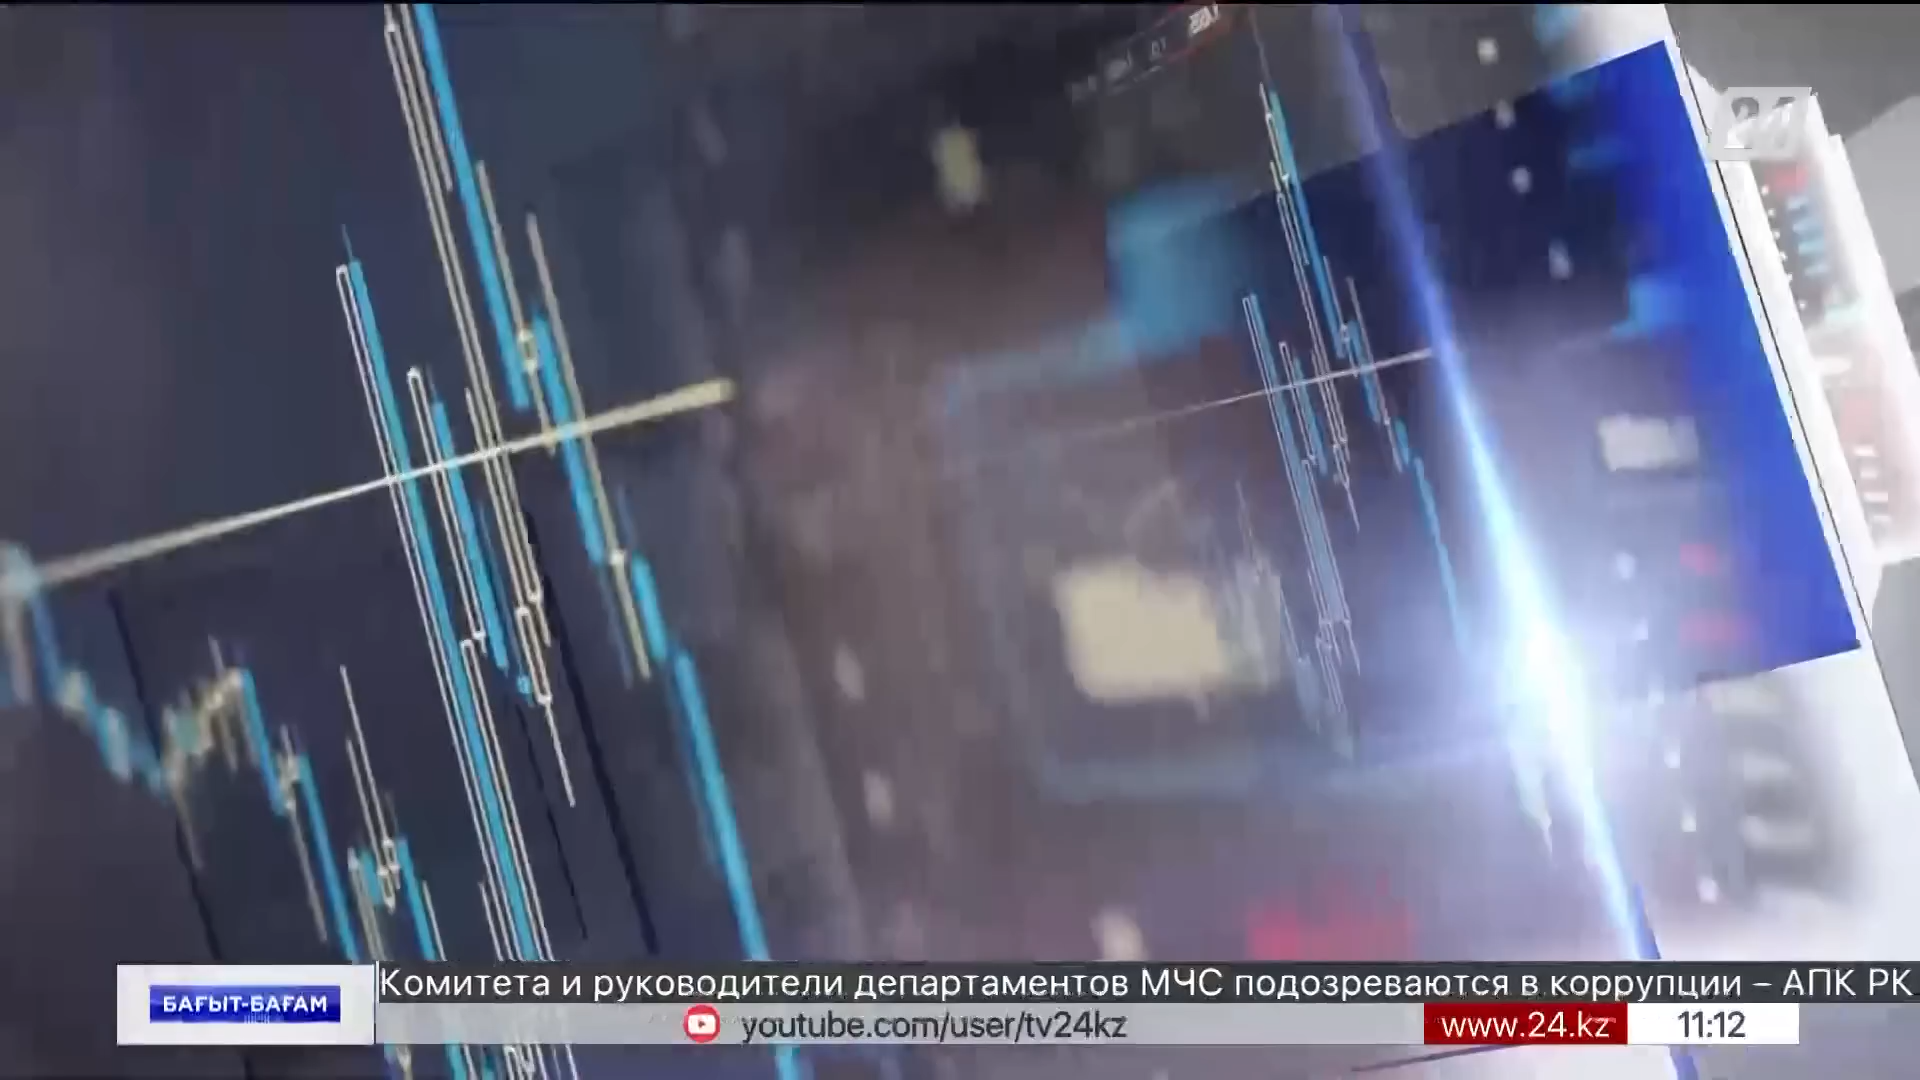 24
БАҒЫТ-БАҒАМ
Комитета и руководители департаментов МЧС подозреваются в коррупции – АПК РК
youtube.com/user/tv24kz
www.24.kz
11:12